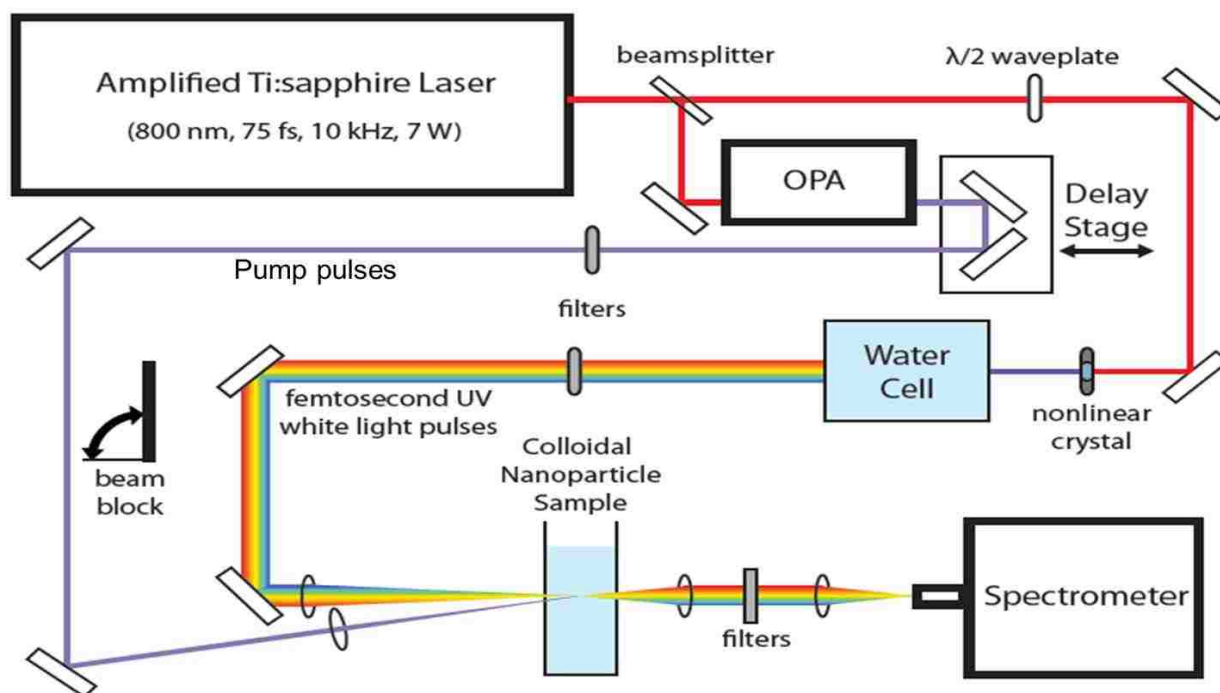 Amplified Ti:sapphire Laser
(800 nm, 75 fs, 10 kHz, 7 W)
beamsplitter
λ/2 waveplate
OPA
Delay
Stage
Pump pulses
filters
Water
Cell
nonlinear
crystal
femtosecond UV
white light pulses
beam
block
Colloidal
Nanoparticle
Sample
filters
Spectrometer